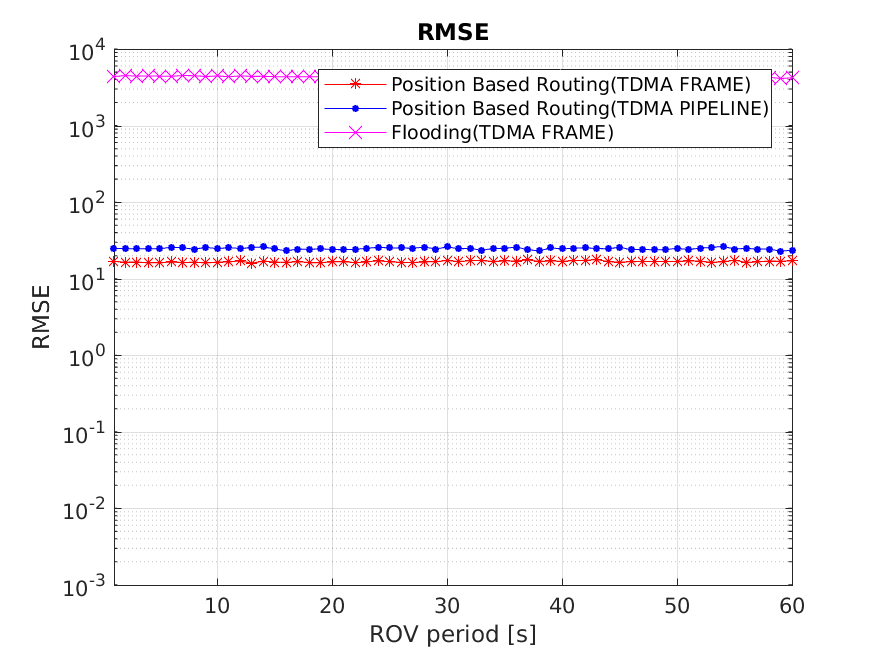 RMSE
10^4
10^3
10^2
10^1
10^0
10^-1
10^-2
10^-3
RMSE
Position Based Routing(TDMA FRAME)
Position Based Routing(TDMA PIPELINE)
Flooding(TDMA FRAME)
10 20 30 40 50 60
ROV period [s]